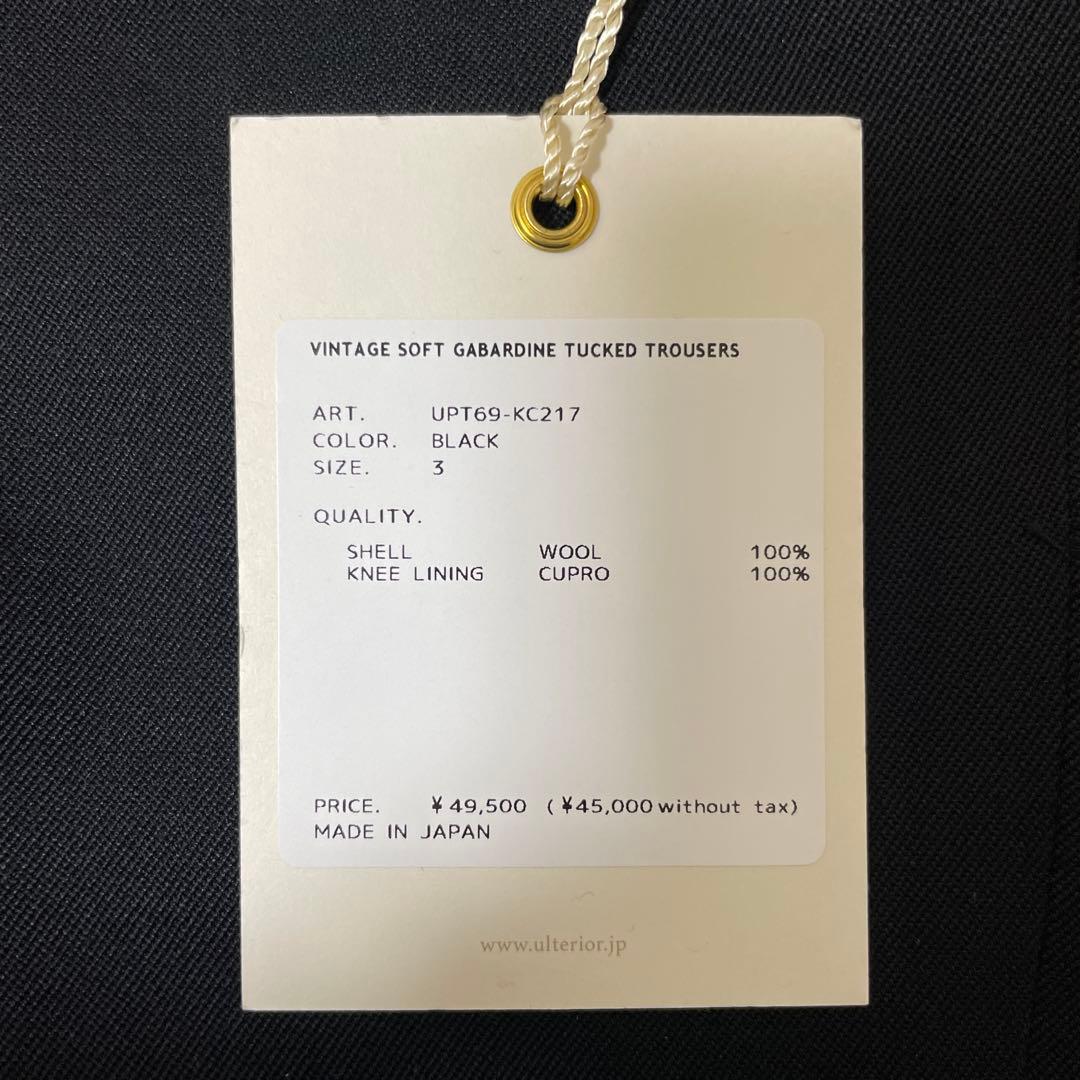 VINTAGE SOFT GABARDINE TUCKED TROUSERS
ART. UPT69-KC217
COLOR. BLACK
SIZE. 3
QUALITY.
SHELL WOOL 100%
KNEE LINING CUPRO 100%
PRICE. ¥49,500 (¥45,000 without tax)
MADE IN JAPAN
www.ulterior.jp